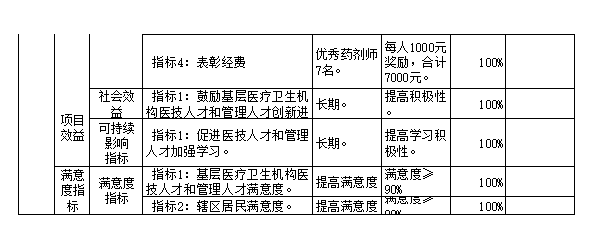 指标4：表彰经费
优秀药剂师
7名。
每人1000元
奖励，合计
7000元。
100%
项目
效益
社会效
益
指标1：鼓励基层医疗卫生机
构医技人才和管理人才创新进
长期。
提高积极性
。
100%
可持续
影响
指标
指标1：促进医技人才和管理
人才加强学习。
长期。
提高学习积
极性。
100%
满意
度指
标
满意度
指标
指标1：基层医疗卫生机构医
技人才和管理人才满意度。
提高满意度
满意度≥
90%
100%
指标2：辖区居民满意度。
提高满意度
满意度≥
100%